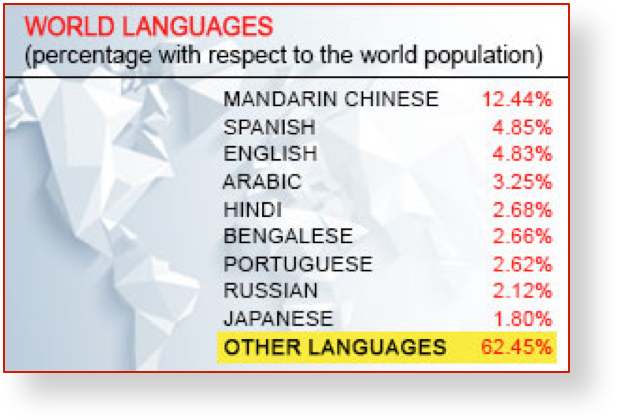 WORLD LANGUAGES
(percentage with respect to the world population)
MANDARIN CHINESE 12.44%
SPANISH 4.85%
ENGLISH 4.83%
ARABIC 3.25%
HINDI 2.68%
BENGALESE 2.66%
PORTUGUESE 2.62%
RUSSIAN 2.12%
JAPANESE 1.80%
OTHER LANGUAGES 62.45%